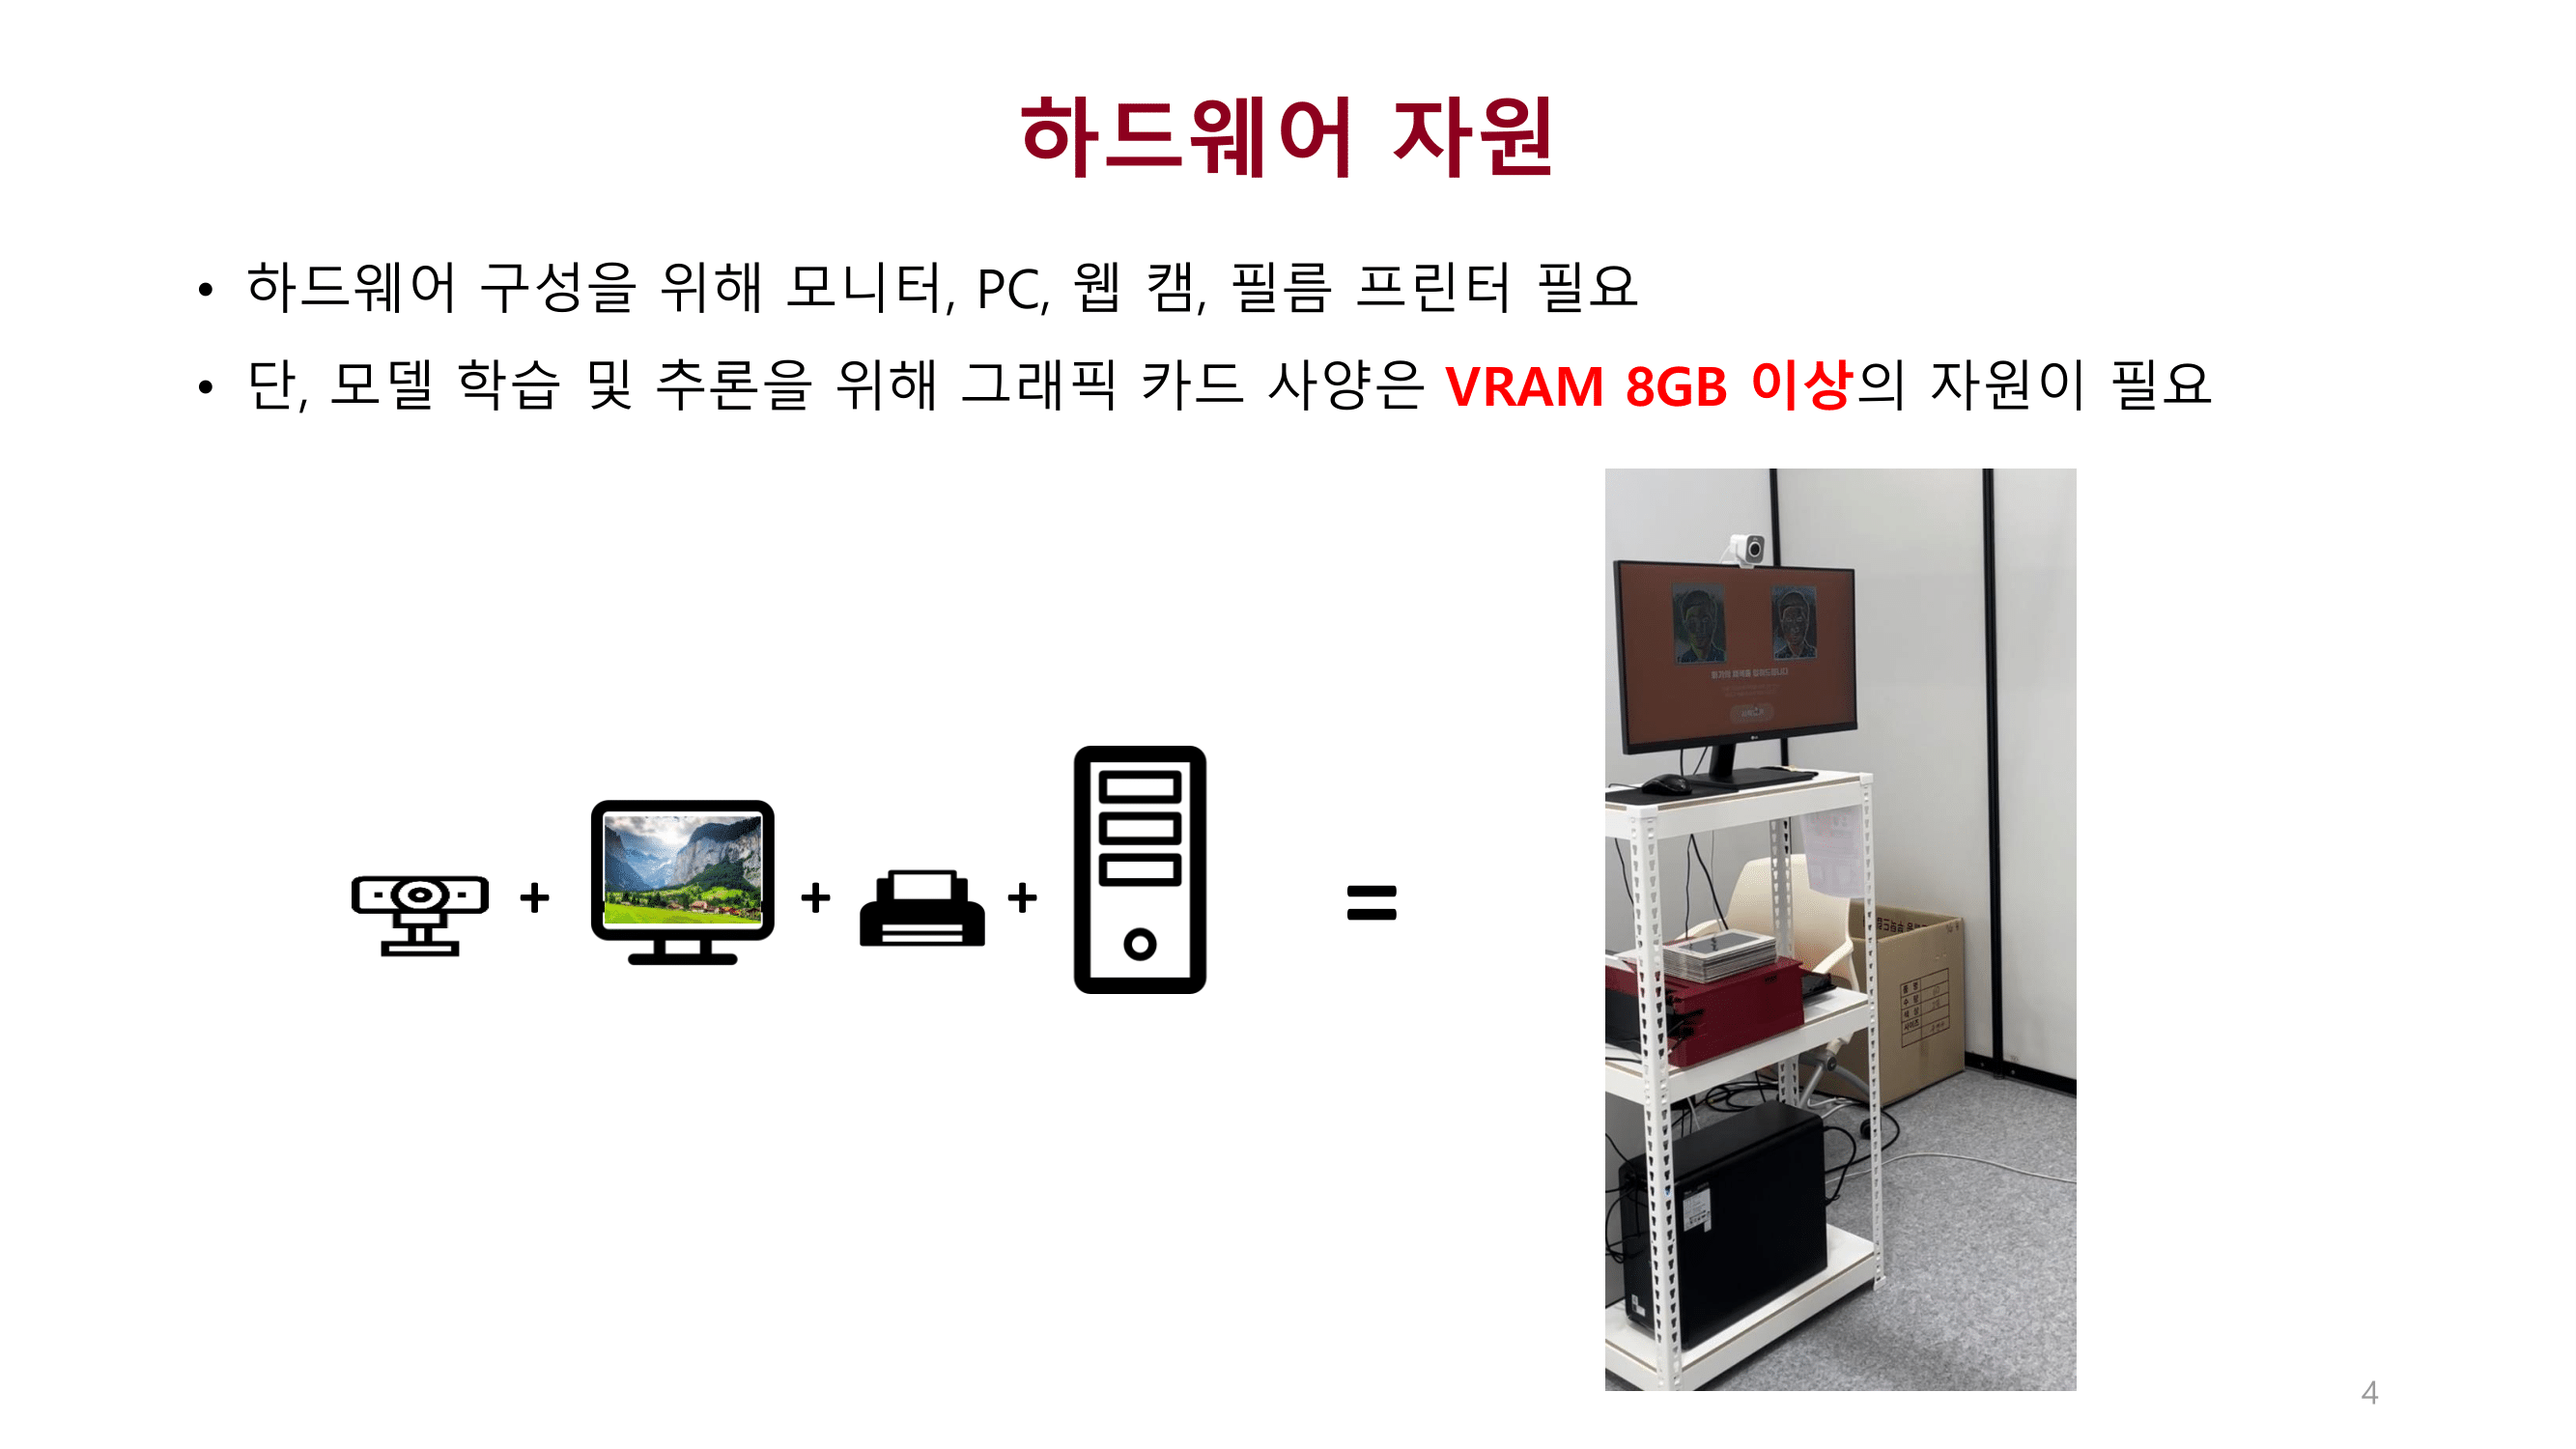 하드웨어 자원
• 하드웨어 구성을 위해 모니터, PC, 웹 캠, 필름 프린터 필요
• 단, 모델 학습 및 추론을 위해 그래픽 카드 사양은 VRAM 8GB 이상의 자원이 필요
+
+
+
=
4